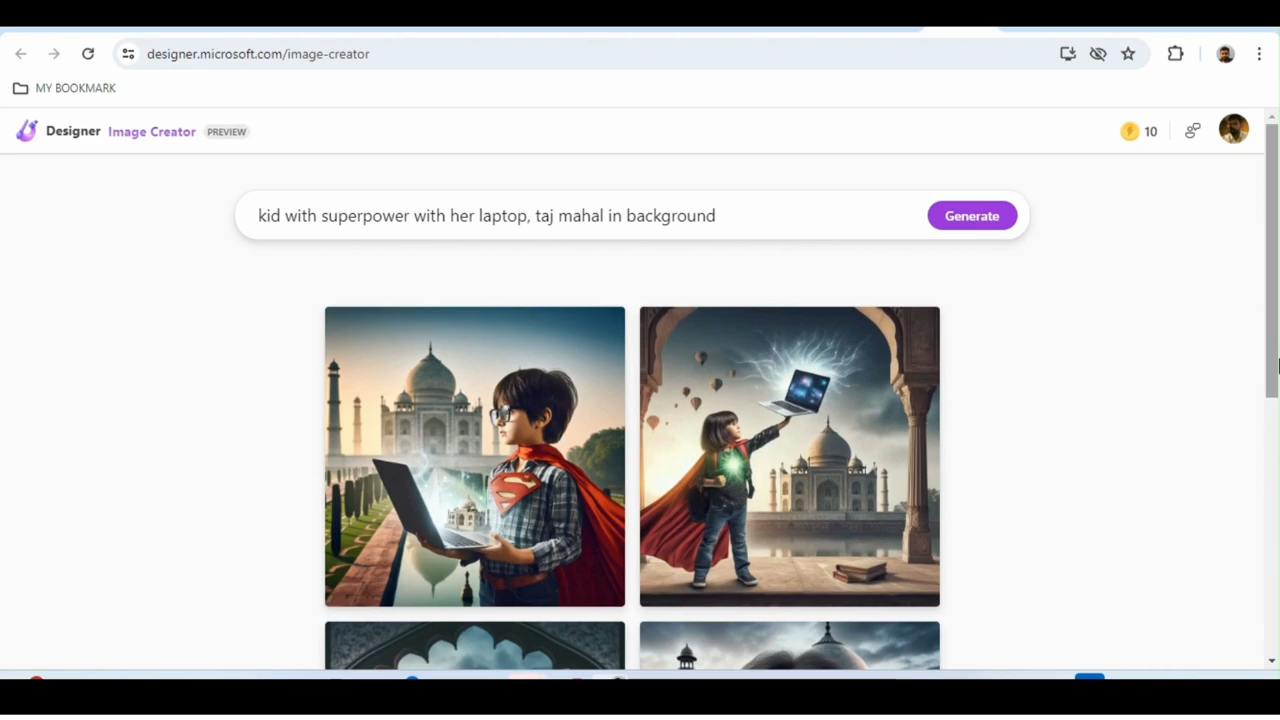 designer.microsoft.com/image-creator
MY BOOKMARK
Designer Image Creator PREVIEW
10
kid with superpower with her laptop, taj mahal in background
Generate